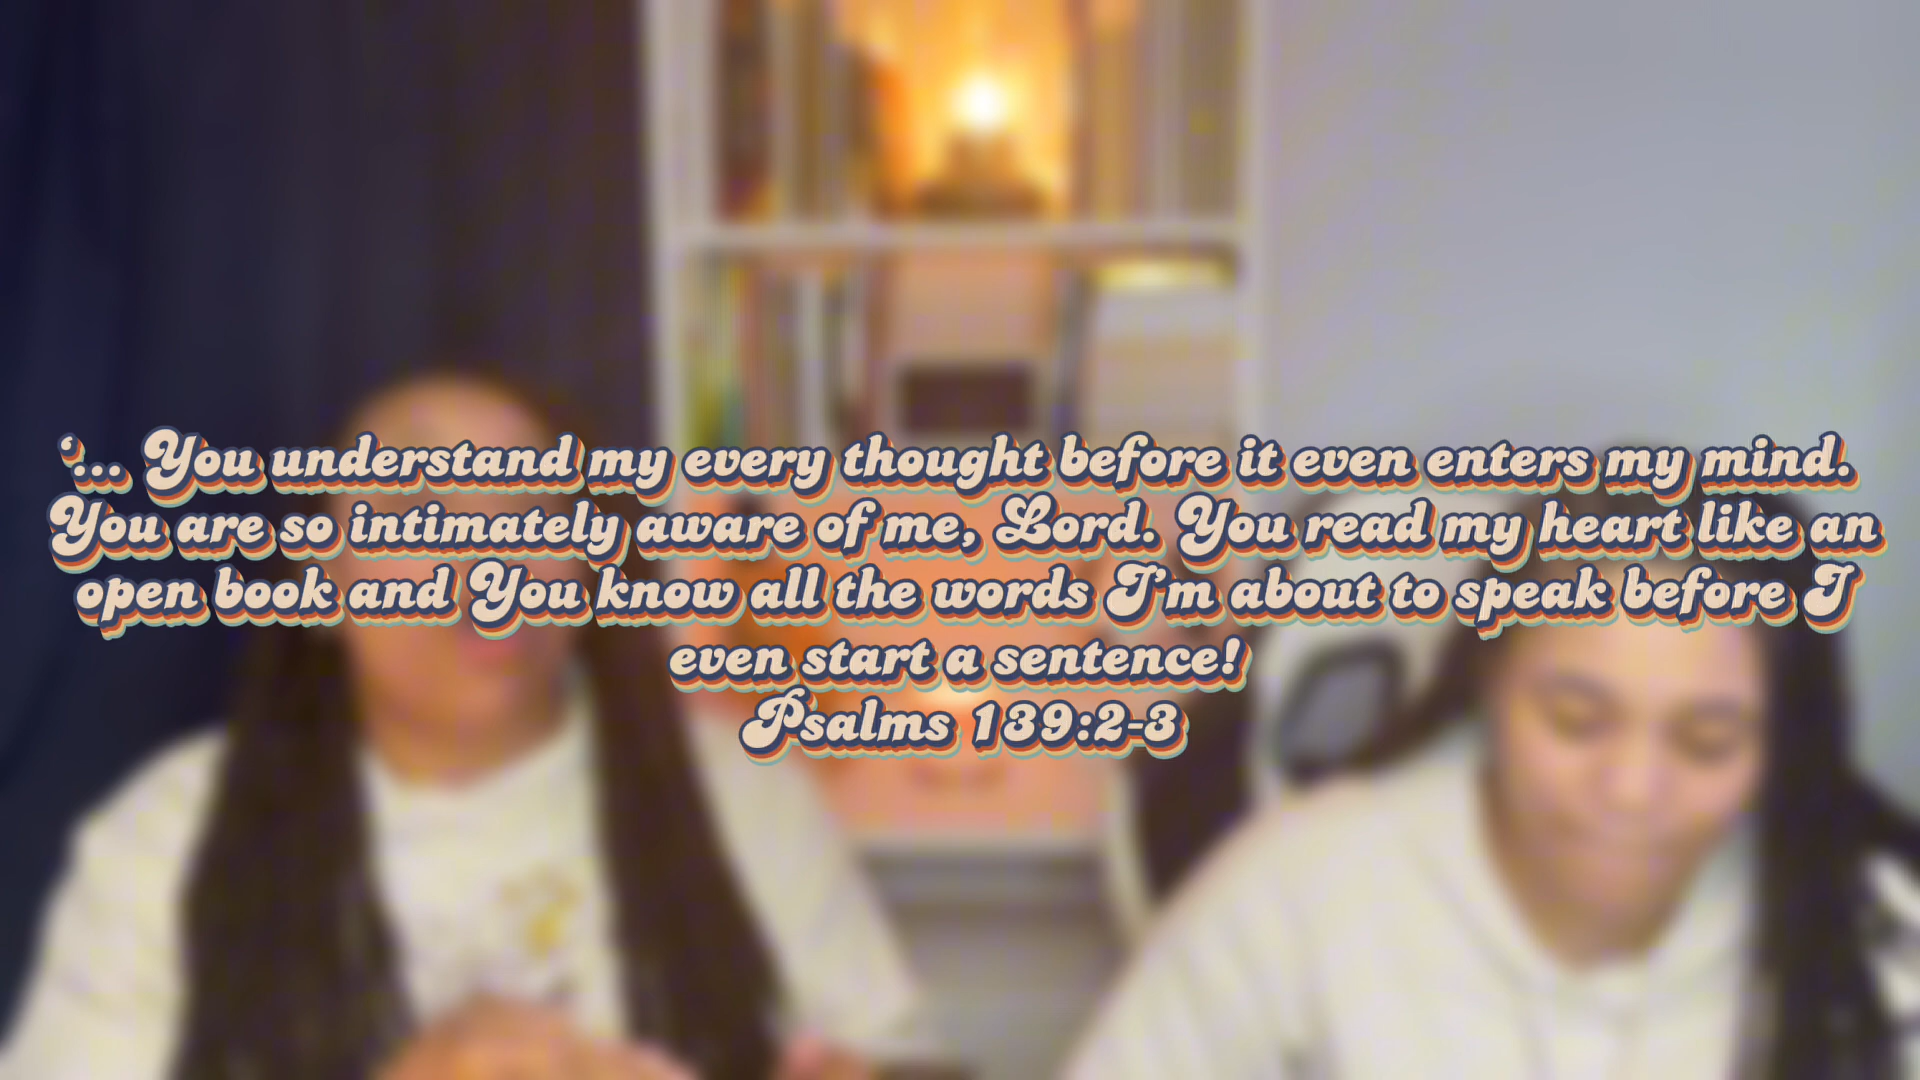 ‘... You understand my every thought before it even enters my mind.
You are so intimately aware of me, Lord. You read my heart like an
open book and You know all the words I’m about to speak before I
even start a sentence!
Psalms 139:2-3